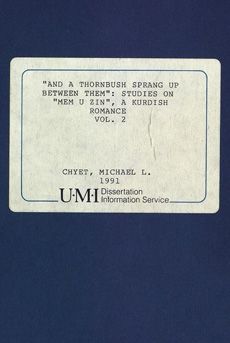 "AND A THORNBUSH SPRANG UP
BETWEEN THEM": STUDIES ON
"MEM U ZIN", A KURDISH
ROMANCE
VOL. 2
CHYET, MICHAEL L.
1991
U·M·I Dissertation
Information Service